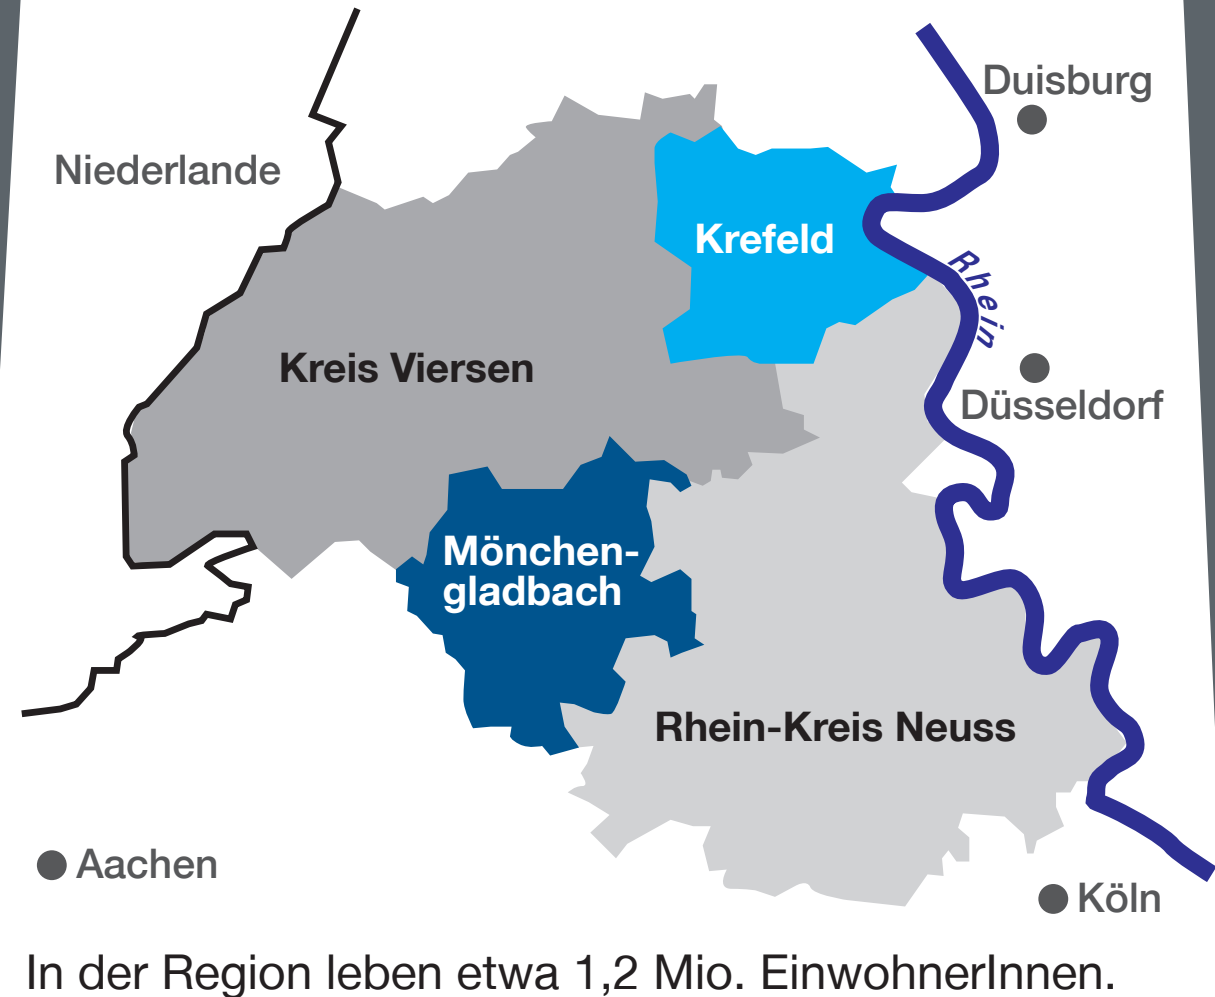 Duisburg
Niederlande
Krefeld
Rhein
Kreis Viersen
Düsseldorf
Mönchen-
gladbach
Rhein-Kreis Neuss
Aachen
Köln
In der Region leben etwa 1,2 Mio. EinwohnerInnen.